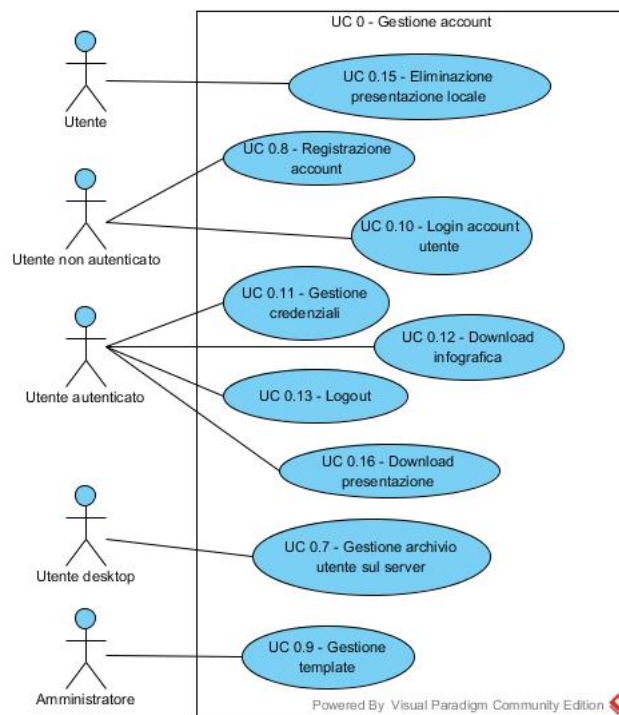 UC 0 - Gestione account
UC 0.15 - Eliminazione
presentazione locale
Utente
UC 0.8 - Registrazione
account
UC 0.10 - Login account
utente
Utente non autenticato
UC 0.11 - Gestione
credenziali
UC 0.12 - Download
infografica
Utente autenticato
UC 0.13 - Logout
UC 0.16 - Download
presentazione
UC 0.7 - Gestione archivio
utente sul server
Utente desktop
UC 0.9 - Gestione
template
Amministratore
Powered By Visual Paradigm Community Edition